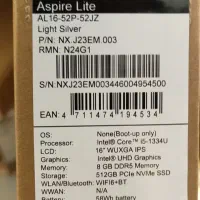 Aspire Lite
AL16-52P-52JZ
Light Silver
P/N: NX.J23EM.003
RMN: N24G1
S/N:NXJ23EM003446004954500
EAN:
4 711474 194534
OS: None(Boot-up only)
Processor: Intel® Core™ i5-1334U
LCD: 16" WUXGA IPS
Graphics: Intel® UHD Graphics
Memory: 8 GB DDR5 Memory
Storage: 512GB PCIe NVMe SSD
WLAN/Bluetooth: WIFI6+BT
WWAN: N/A
Battery: 58Wh battery